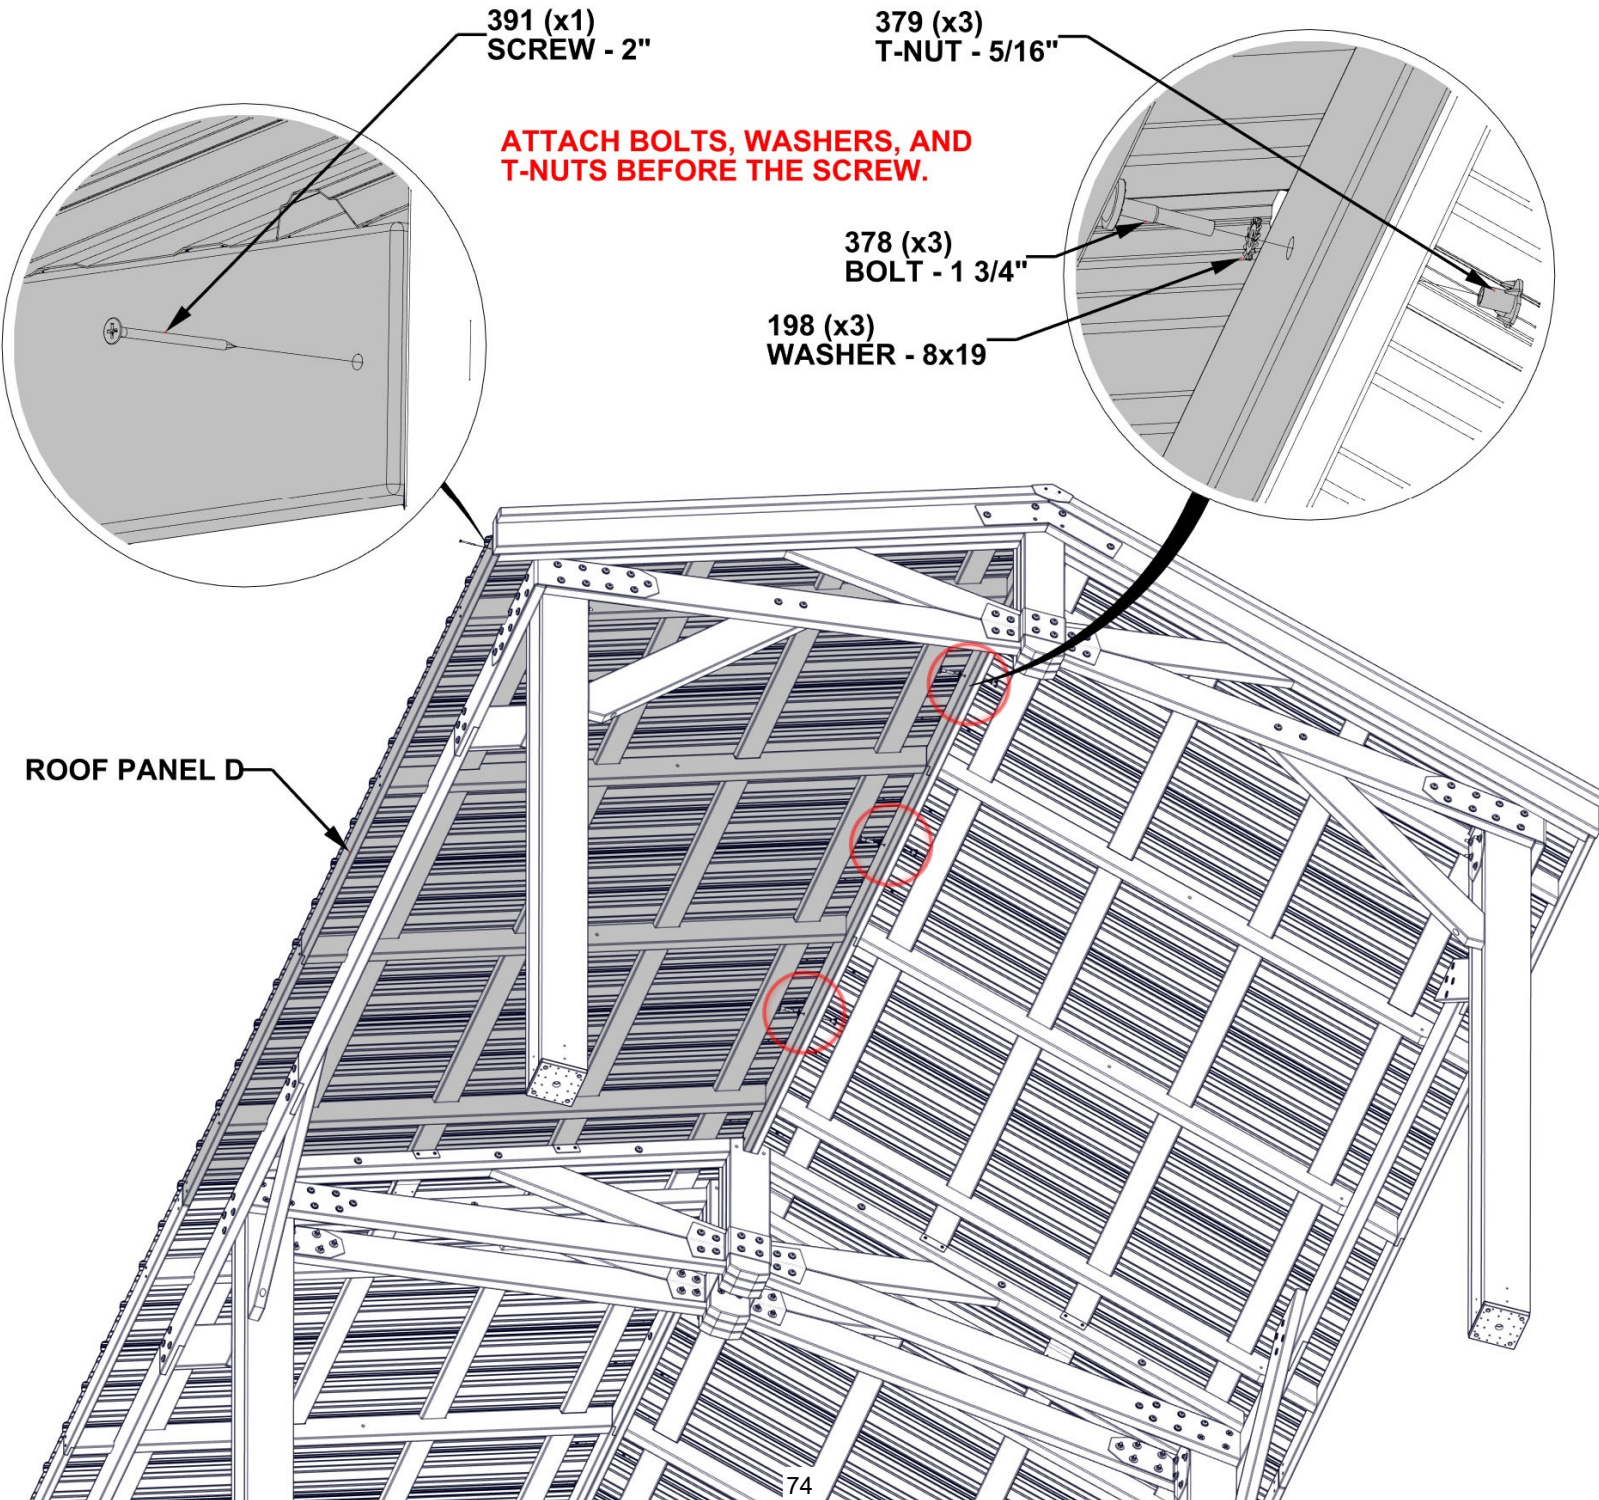 391 (x1)
SCREW - 2"
379 (x3)
T-NUT - 5/16"
ATTACH BOLTS, WASHERS, AND
T-NUTS BEFORE THE SCREW.
378 (x3)
BOLT - 1 3/4"
198 (x3)
WASHER - 8x19
ROOF PANEL D
74